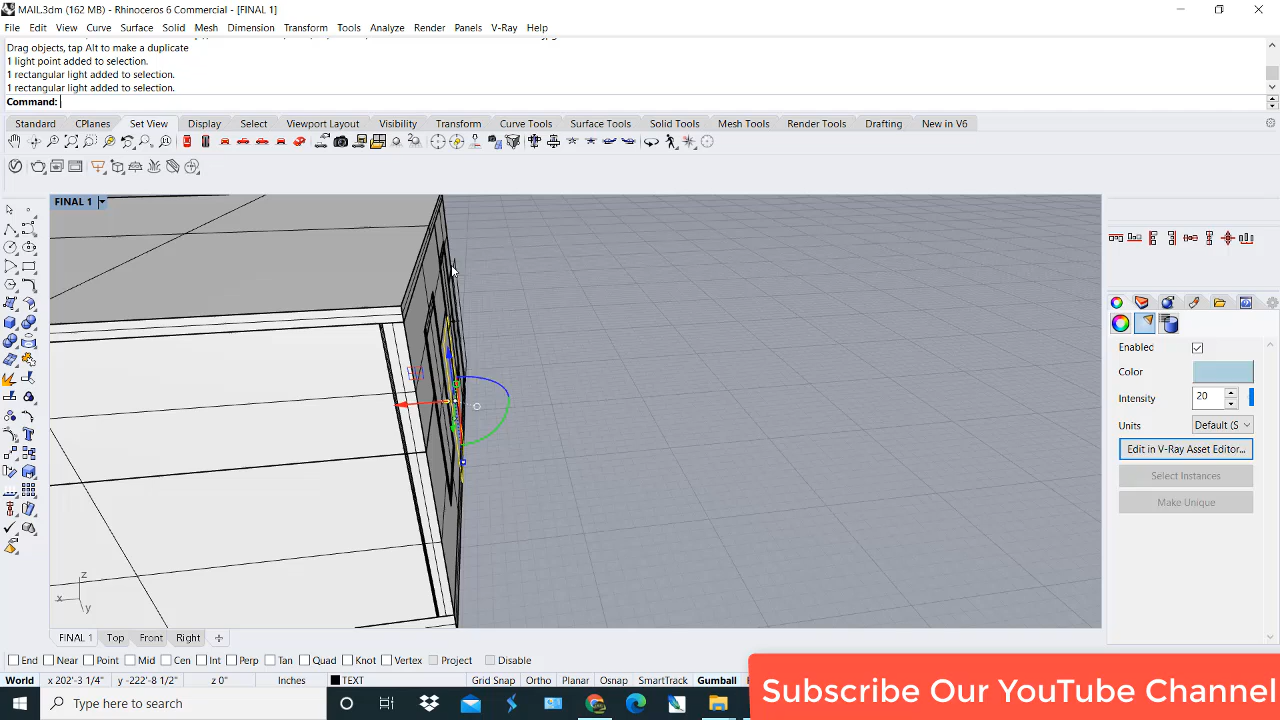 MAIL.3dm (162 MB) - Rhinoceros 6 Commercial - [FINAL 1]
File Edit View Curve Surface Solid Mesh Dimension Transform Tools Analyze Render Panels V-Ray Help
Drag objects, tap Alt to make a duplicate
1 light point added to selection.
1 rectangular light added to selection.
1 rectangular light added to selection.
Command:
Standard CPlanes Set View Display Select Viewport Layout Visibility Transform Curve Tools Surface Tools Solid Tools Mesh Tools Render Tools Drafting New in V6
FINAL 1
Enabled
Color
Intensity 20
Units Default (S
Edit in V-Ray Asset Editor...
Select Instances
Make Unique
z
x
y
FINAL 1 Top Front Right
End Near Point Mid Cen Int Perp Tan Quad Knot Vertex Project Disable
World x 202'-3 1/4" y -222'-8 1/2" z 0" Inches TEXT Grid Snap Ortho Planar Osnap SmartTrack Gumball
Type here to search
Subscribe Our YouTube Channel